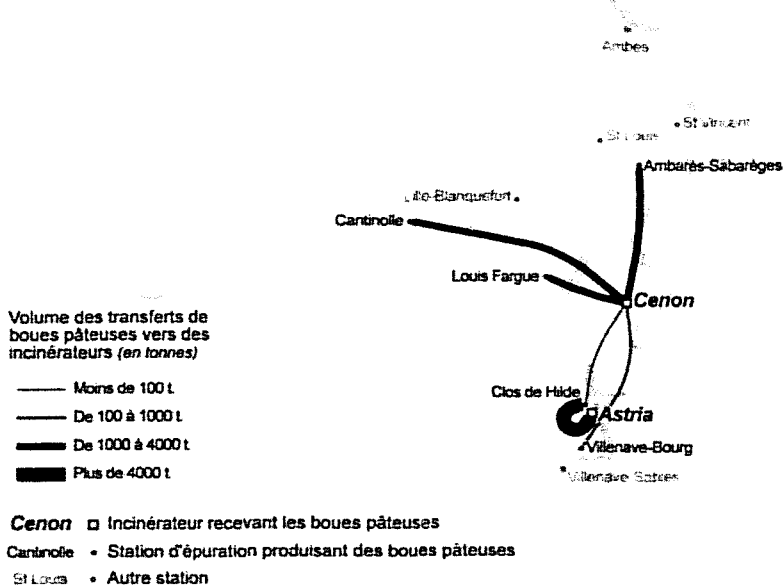 Ambes
St Vincent
St Louis
Ambarès-Sabarèges
Lille-Blanquefort
Cantinolle
Louis Fargue
Cenon
Volume des transferts de
boues pâteuses vers des
incinérateurs (en tonnes)
Moins de 100 t.
De 100 à 1000 t.
De 1000 à 4000 t.
Plus de 4000 t.
Clos de Hilde
Astria
Villenave-Bourg
Villenave
Cenon Incinérateur recevant les boues pâteuses
Cantinolle • Station d'épuration produisant des boues pâteuses
St Louis • Autre station